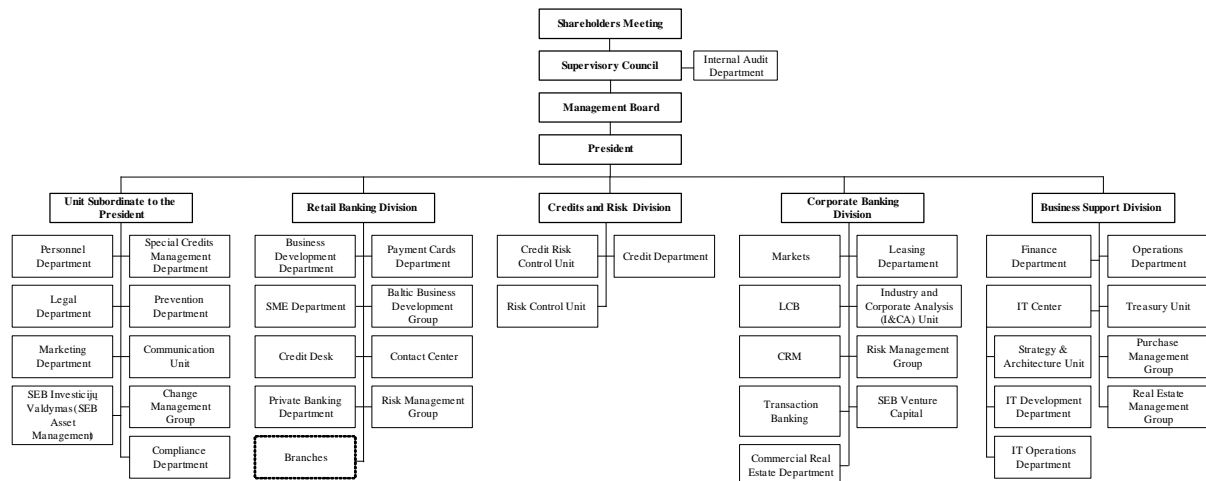 Shareholders Meeting
Supervisory Council
Internal Audit
Department
Management Board
President
Unit Subordinate to the
President
Personnel
Department
Special Credits
Management
Department
Legal
Department
Prevention
Department
Marketing
Department
Communication
Unit
SEB Investicijų
Valdymas (SEB
Asset
Management)
Change
Management
Group
Compliance
Department
Retail Banking Division
Business
Development
Department
Payment Cards
Department
SME Department
Baltic Business
Development
Group
Credit Desk
Contact Center
Private Banking
Department
Risk Management
Group
Branches
Credits and Risk Division
Credit Risk
Control Unit
Credit Department
Risk Control Unit
Corporate Banking
Division
Markets
Leasing
Departament
LCB
Industry and
Corporate Analysis
(I&CA) Unit
CRM
Risk Management
Group
Transaction
Banking
SEB Venture
Capital
Commercial Real
Estate Department
Business Support Division
Finance
Department
Operations
Department
IT Center
Treasury Unit
Strategy &
Architecture Unit
Purchase
Management
Group
IT Development
Department
Real Estate
Management
Group
IT Operations
Department